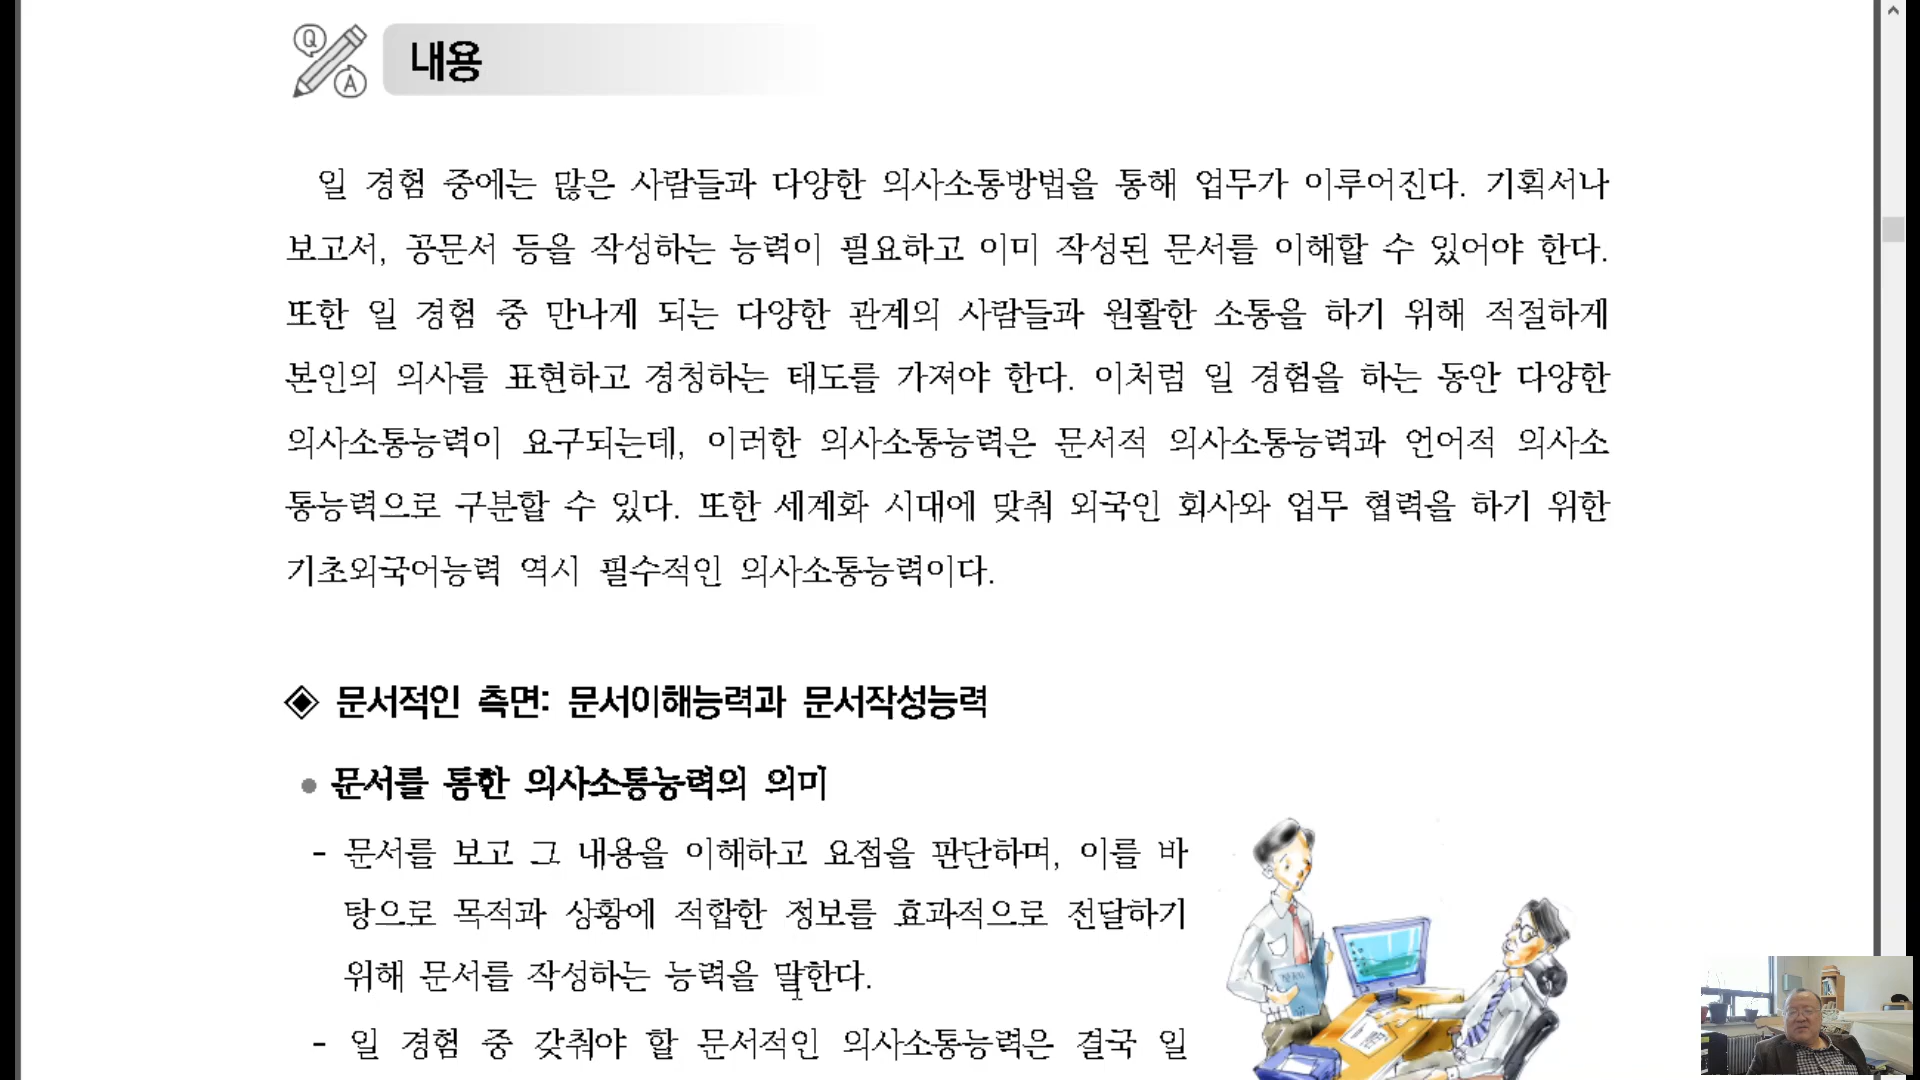 Q
A
내용
일 경험 중에는 많은 사람들과 다양한 의사소통방법을 통해 업무가 이루어진다. 기획서나
보고서, 공문서 등을 작성하는 능력이 필요하고 이미 작성된 문서를 이해할 수 있어야 한다.
또한 일 경험 중 만나게 되는 다양한 관계의 사람들과 원활한 소통을 하기 위해 적절하게
본인의 의사를 표현하고 경청하는 태도를 가져야 한다. 이처럼 일 경험을 하는 동안 다양한
의사소통능력이 요구되는데, 이러한 의사소통능력은 문서적 의사소통능력과 언어적 의사소
통능력으로 구분할 수 있다. 또한 세계화 시대에 맞춰 외국인 회사와 업무 협력을 하기 위한
기초외국어능력 역시 필수적인 의사소통능력이다.
◈ 문서적인 측면: 문서이해능력과 문서작성능력
● 문서를 통한 의사소통능력의 의미
- 문서를 보고 그 내용을 이해하고 요점을 판단하며, 이를 바
탕으로 목적과 상황에 적합한 정보를 효과적으로 전달하기
위해 문서를 작성하는 능력을 말한다.
- 일 경험 중 갖춰야 할 문서적인 의사소통능력은 결국 일